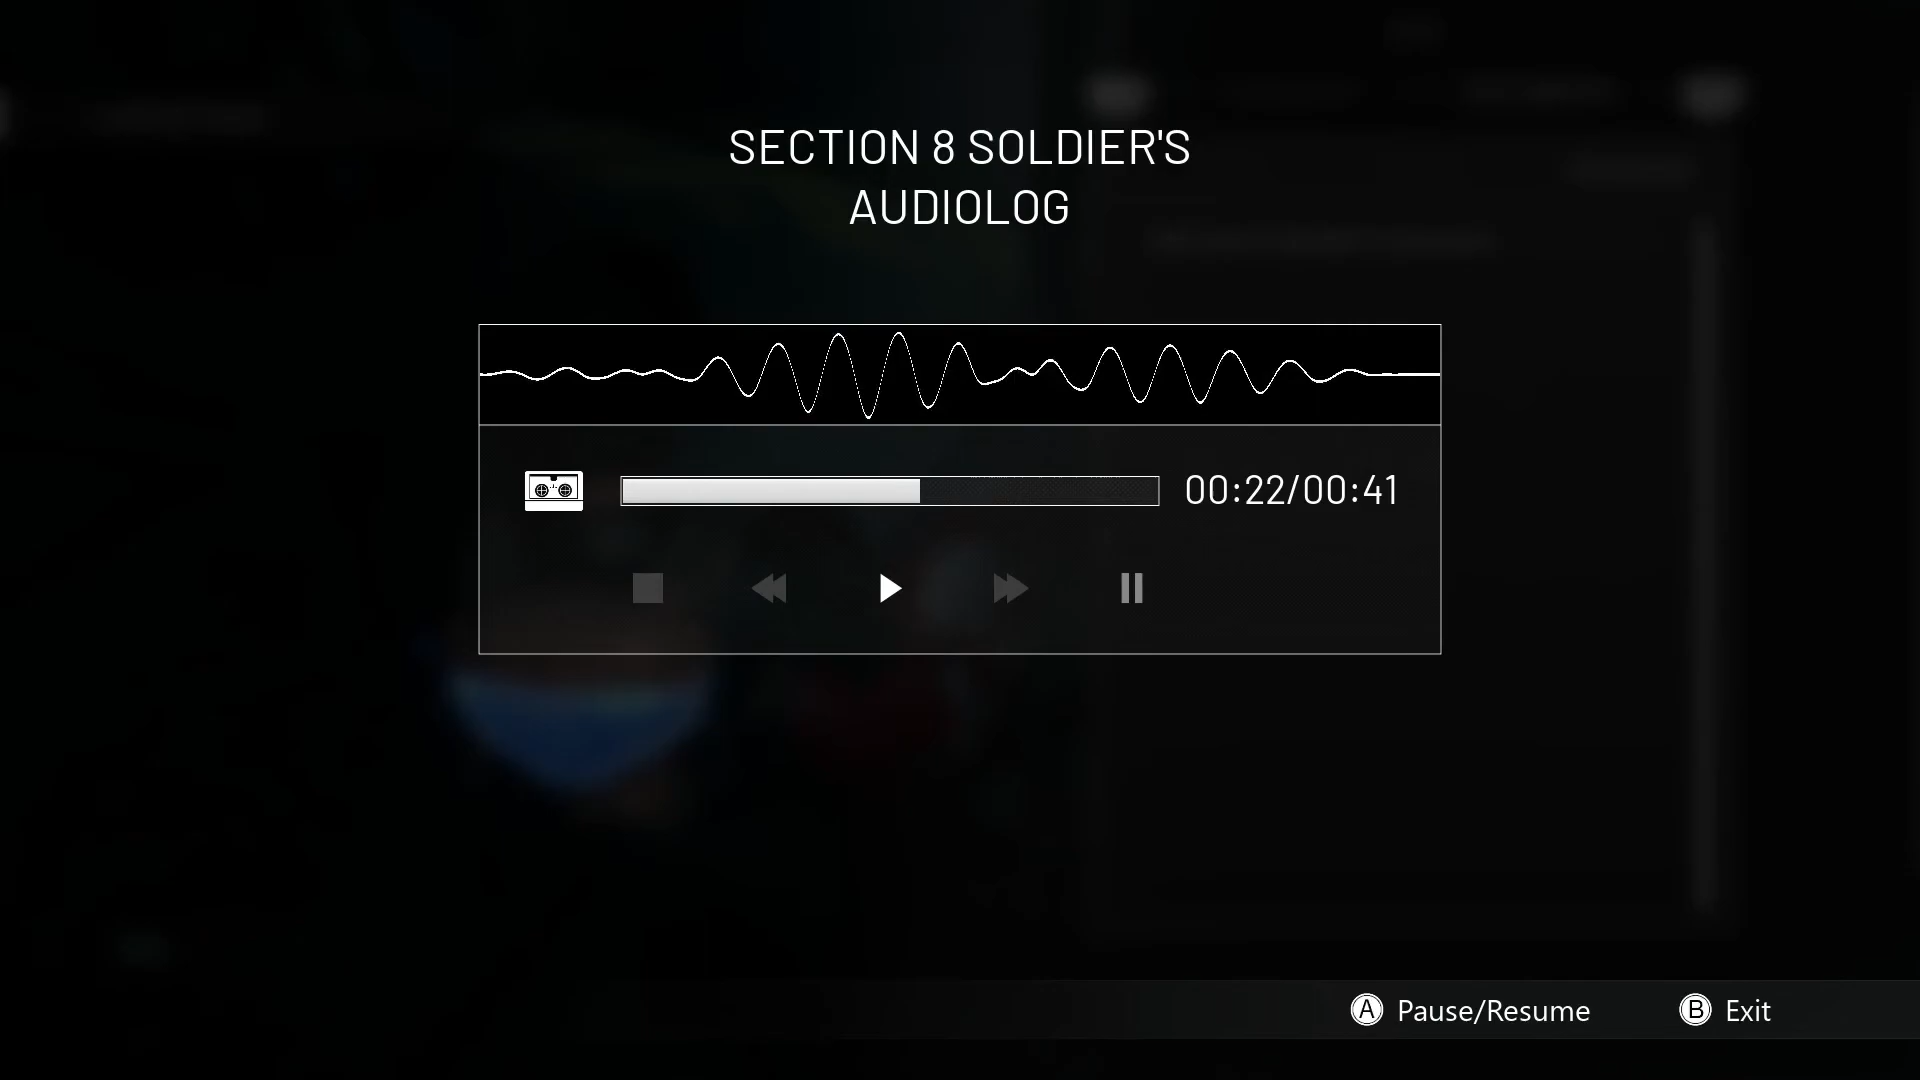 SECTION 8 SOLDIER'S
AUDIOLOG
00:22/00:41
A Pause/Resume B Exit